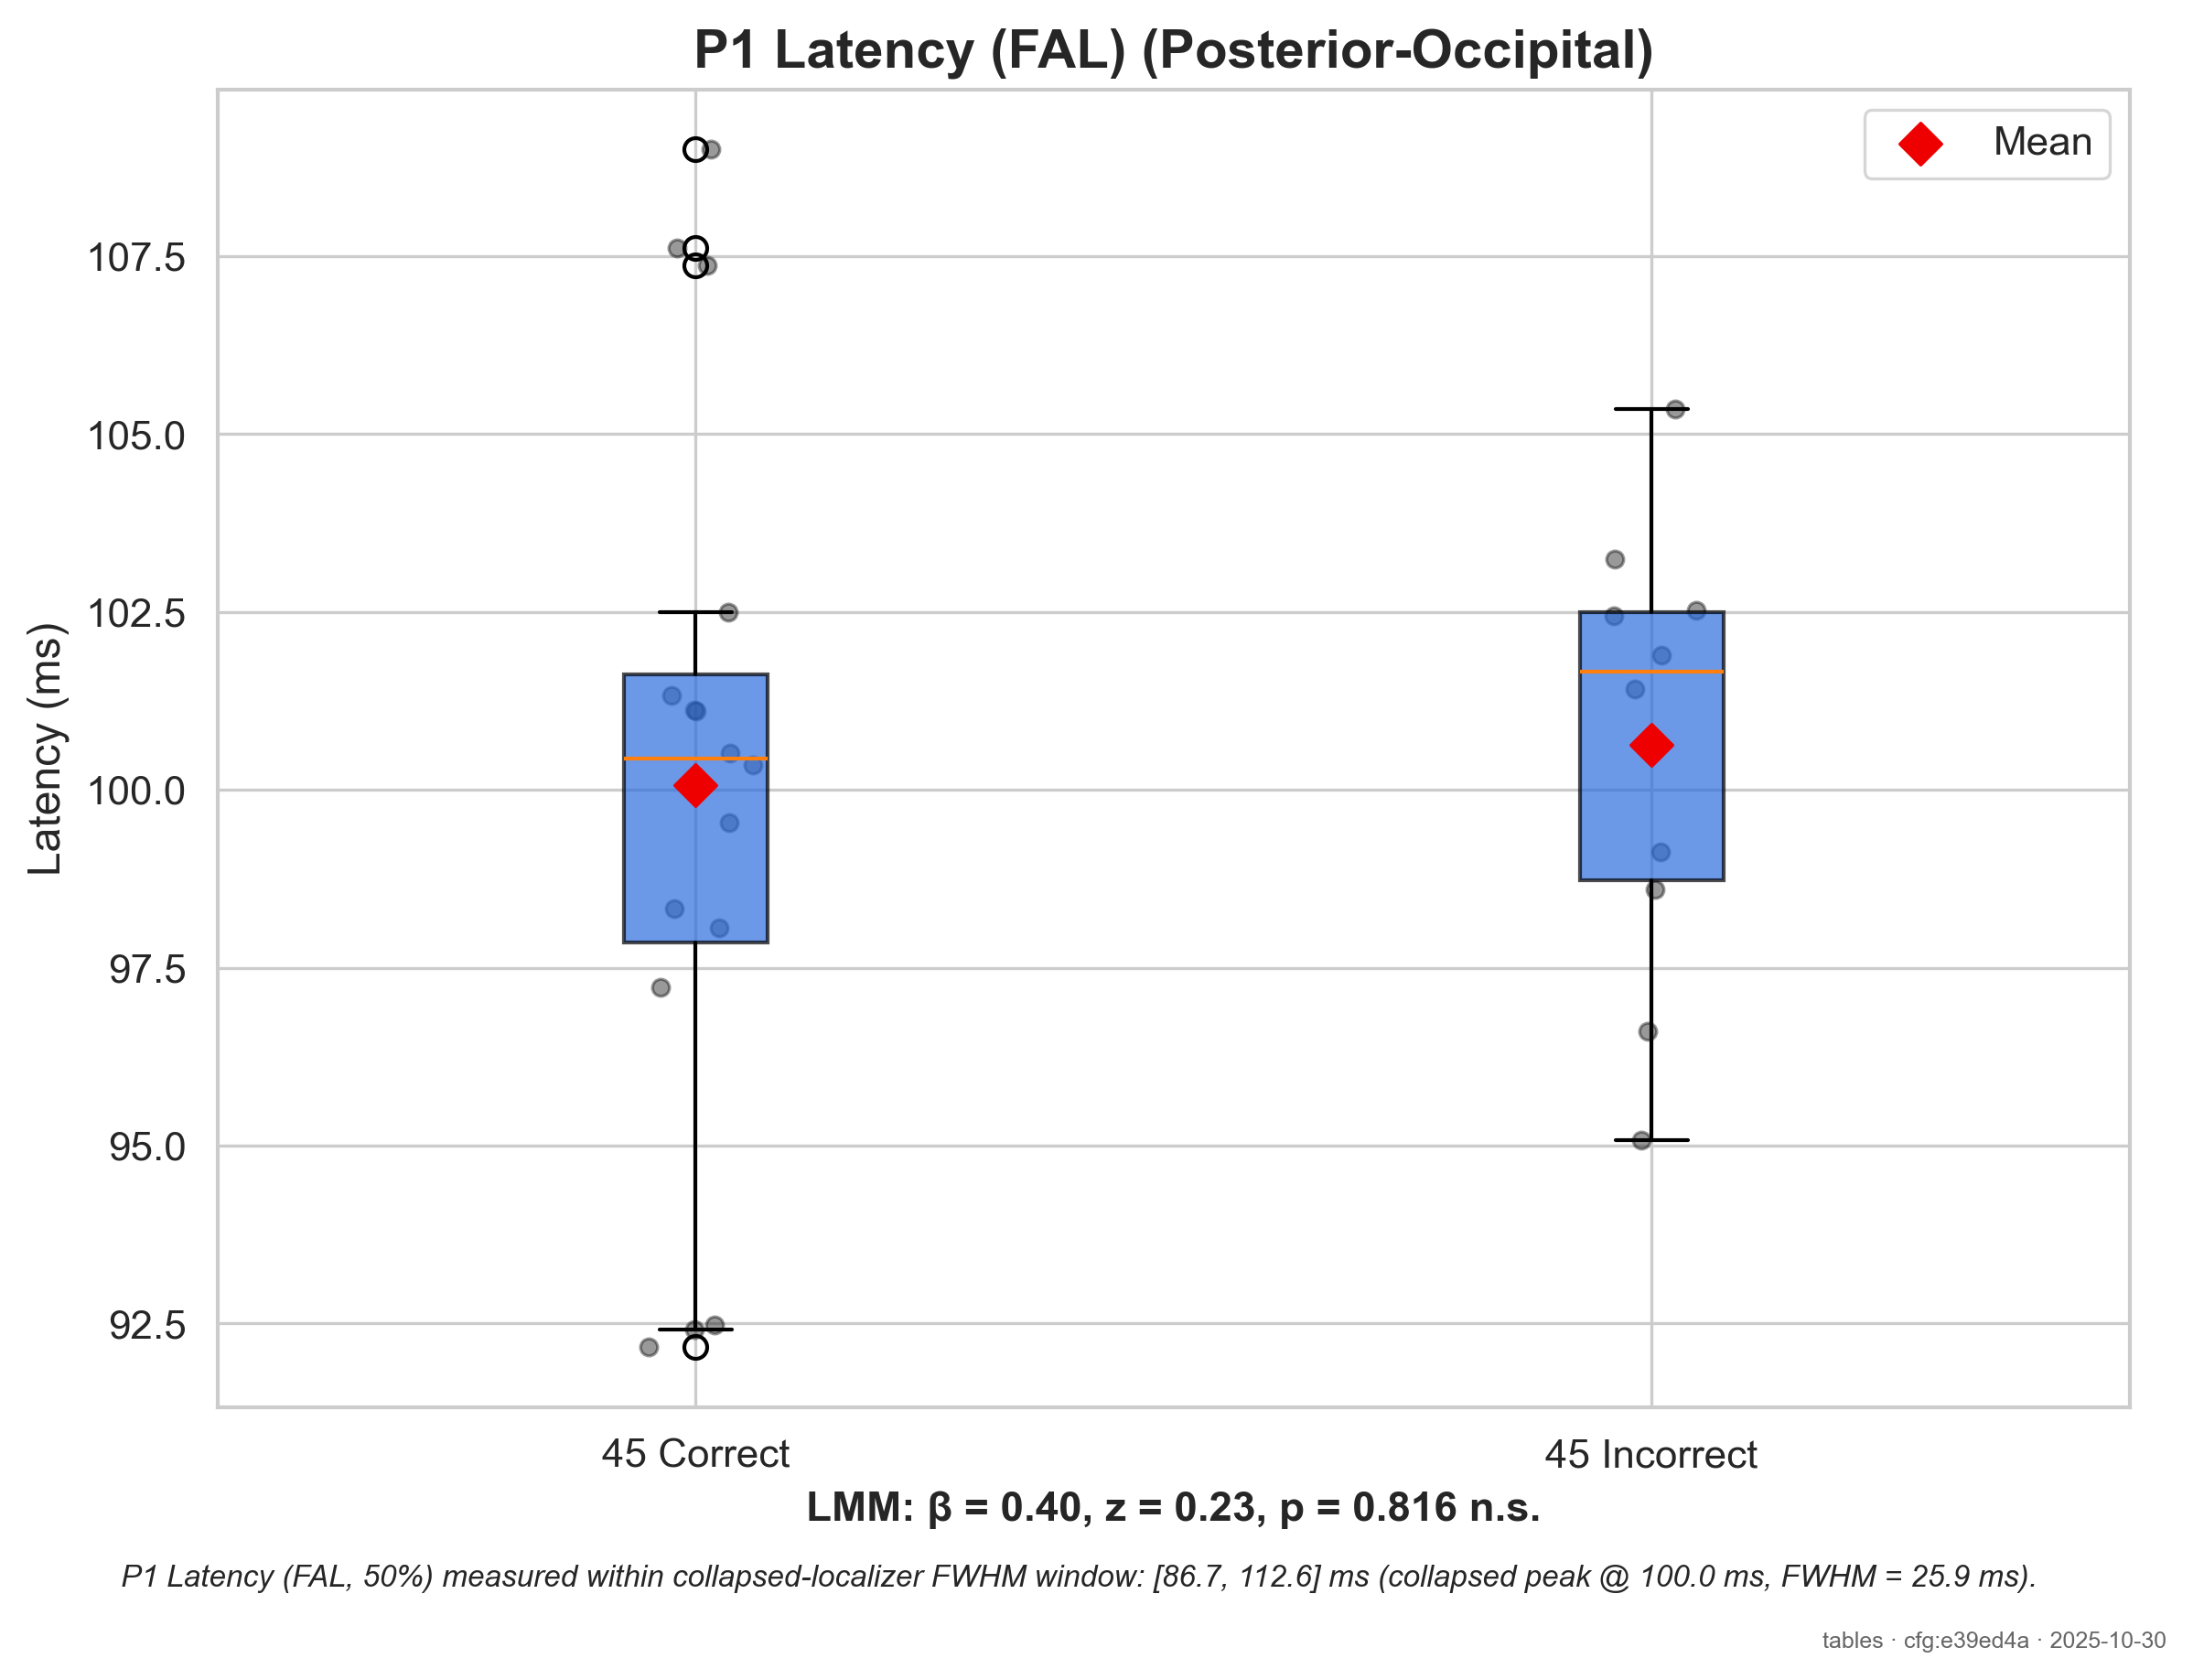 P1 Latency (FAL) (Posterior-Occipital)
Mean
Latency (ms)
107.5
105.0
102.5
100.0
97.5
95.0
92.5
45 Correct
45 Incorrect
LMM: β = 0.40, z = 0.23, p = 0.816 n.s.
P1 Latency (FAL, 50%) measured within collapsed-localizer FWHM window: [86.7, 112.6] ms (collapsed peak @ 100.0 ms, FWHM = 25.9 ms).
tables · cfg:e39ed4a · 2025-10-30